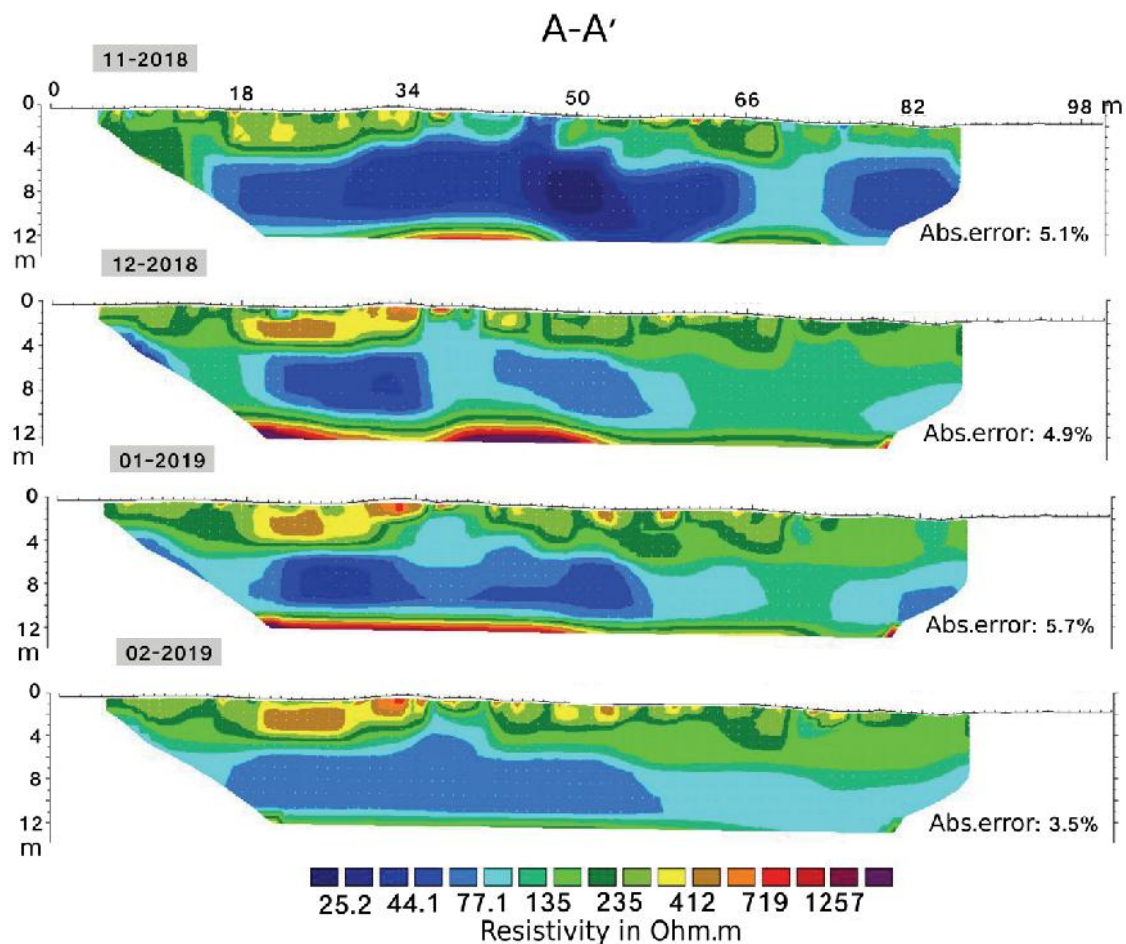 A-A'
11-2018
0 18 34 50 66 82 98 m
0
4
8
12
m
Abs.error: 5.1%
12-2018
0
4
8
12
m
Abs.error: 4.9%
01-2019
0
4
8
12
m
Abs.error: 5.7%
02-2019
0
4
8
12
m
Abs.error: 3.5%
25.2 44.1 77.1 135 235 412 719 1257
Resistivity in Ohm.m